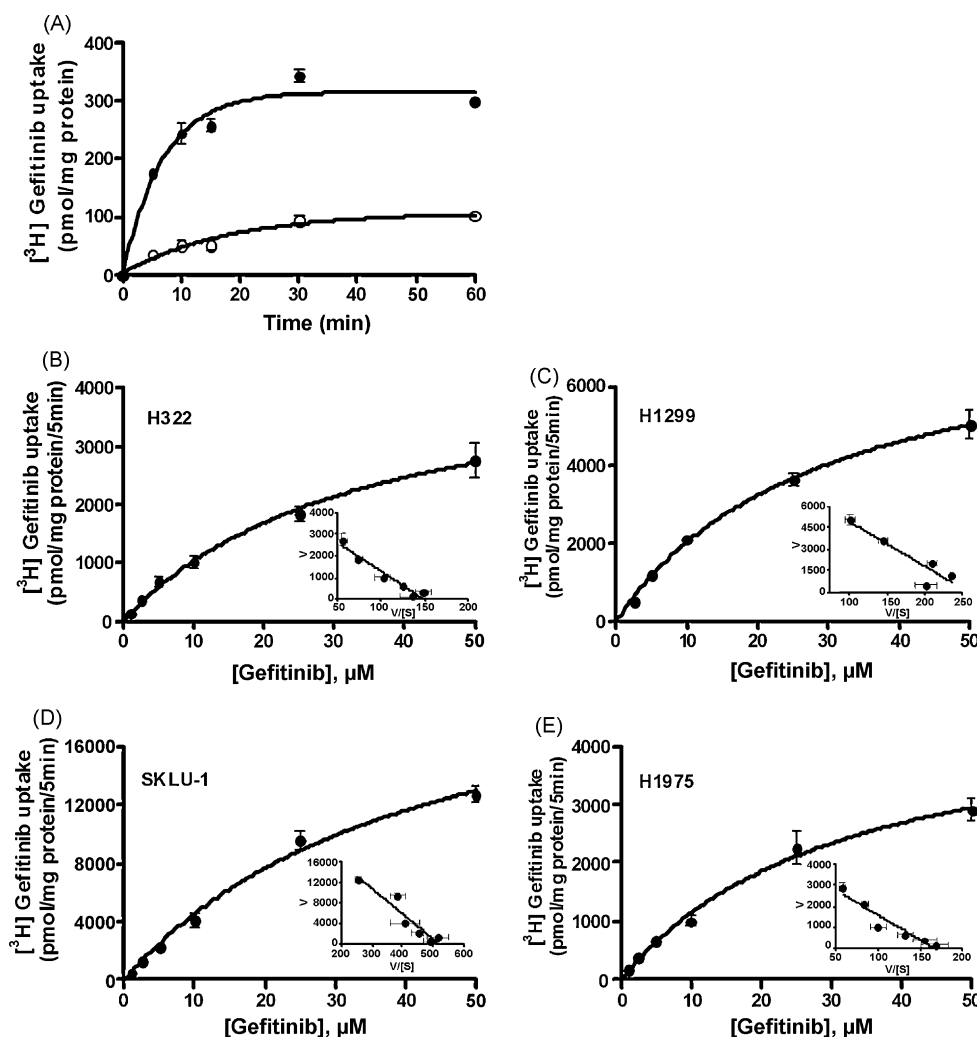 (A)
[³H] Gefitinib uptake
(pmol/mg protein)
400
300
200
100
0
0 10 20 30 40 50 60
Time (min)
(B)
H322
[³H] Gefitinib uptake
(pmol/mg protein/5min)
4000
3000
2000
1000
0
0 10 20 30 40 50
[Gefitinib], µM
V
4000
3000
2000
1000
0
50 100 150 200
V/[S]
(C)
H1299
[³H] Gefitinib uptake
(pmol/mg protein/5min)
6000
4000
2000
0
0 10 20 30 40 50
[Gefitinib], µM
V
6000
4500
3000
1500
0
100 150 200 250
V/[S]
(D)
SKLU-1
[³H] Gefitinib uptake
(pmol/mg protein/5min)
16000
12000
8000
4000
0
0 10 20 30 40 50
[Gefitinib], µM
V
16000
12000
8000
4000
0
200 300 400 500 600
V/[S]
(E)
H1975
[³H] Gefitinib uptake
(pmol/mg protein/5min)
4000
3000
2000
1000
0
0 10 20 30 40 50
[Gefitinib], µM
V
4000
3000
2000
1000
0
50 100 150 200
V/[S]